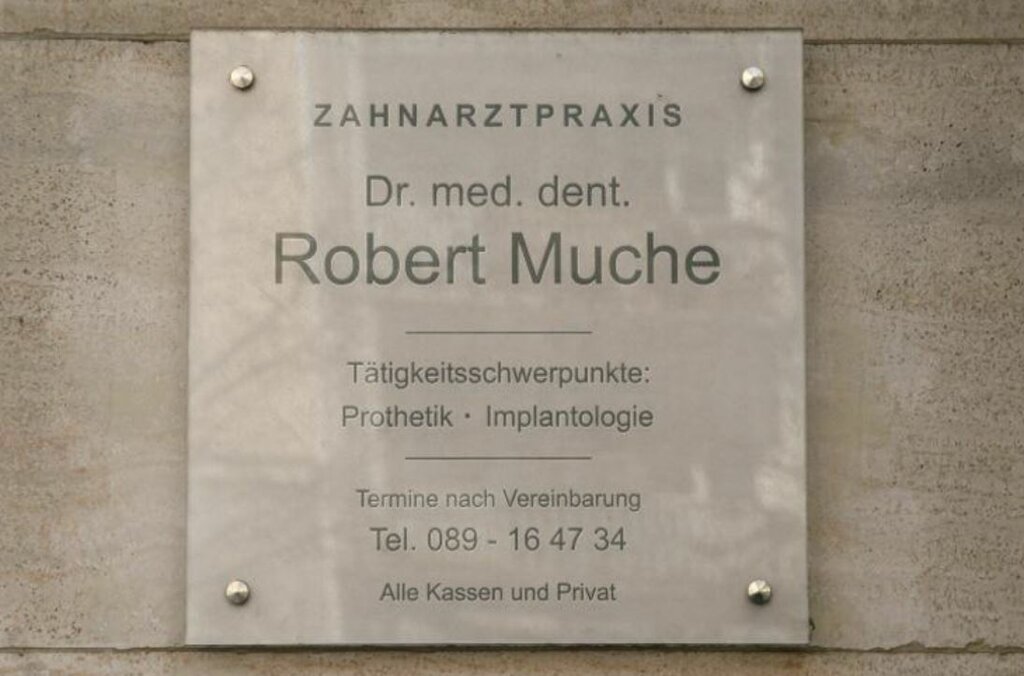 ZAHNARZTPRAXIS
Dr. med. dent.
Robert Muche
Tätigkeitsschwerpunkte:
Prothetik · Implantologie
Termine nach Vereinbarung
Tel. 089 - 16 47 34
Alle Kassen und Privat